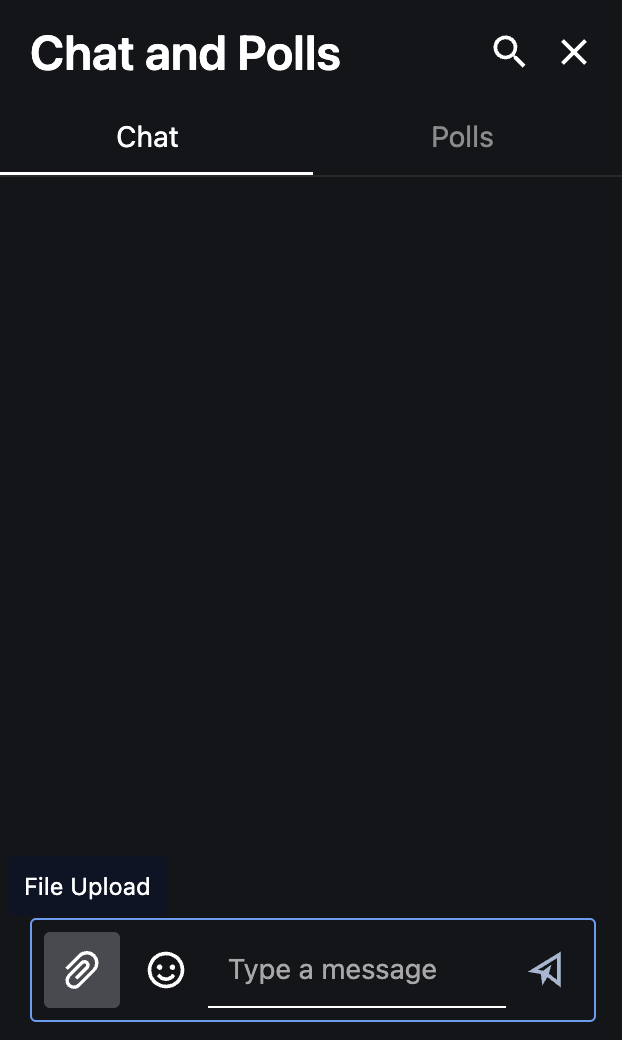 Chat and Polls
Chat
Polls
File Upload
Type a message